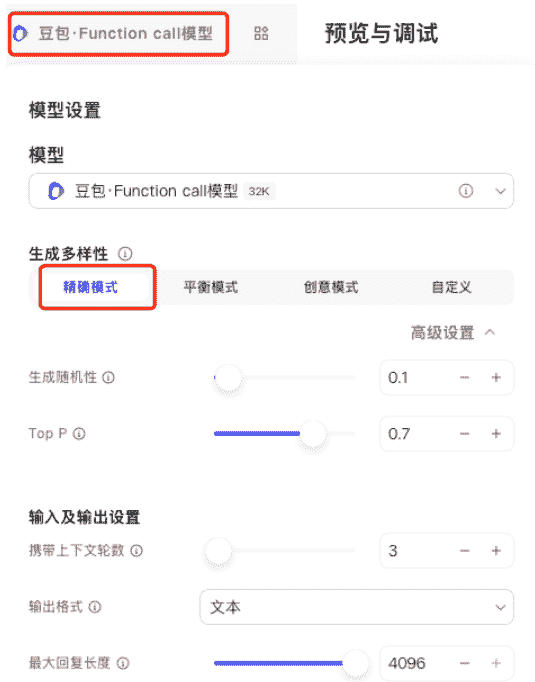 豆包·Function call模型 预览与调试
模型设置
模型
豆包·Function call模型 32K
生成多样性
精确模式 平衡模式 创意模式 自定义
高级设置
生成随机性 0.1 − +
Top P 0.7 − +
输入及输出设置
携带上下文轮数 3 − +
输出格式 文本
最大回复长度 4096 − +